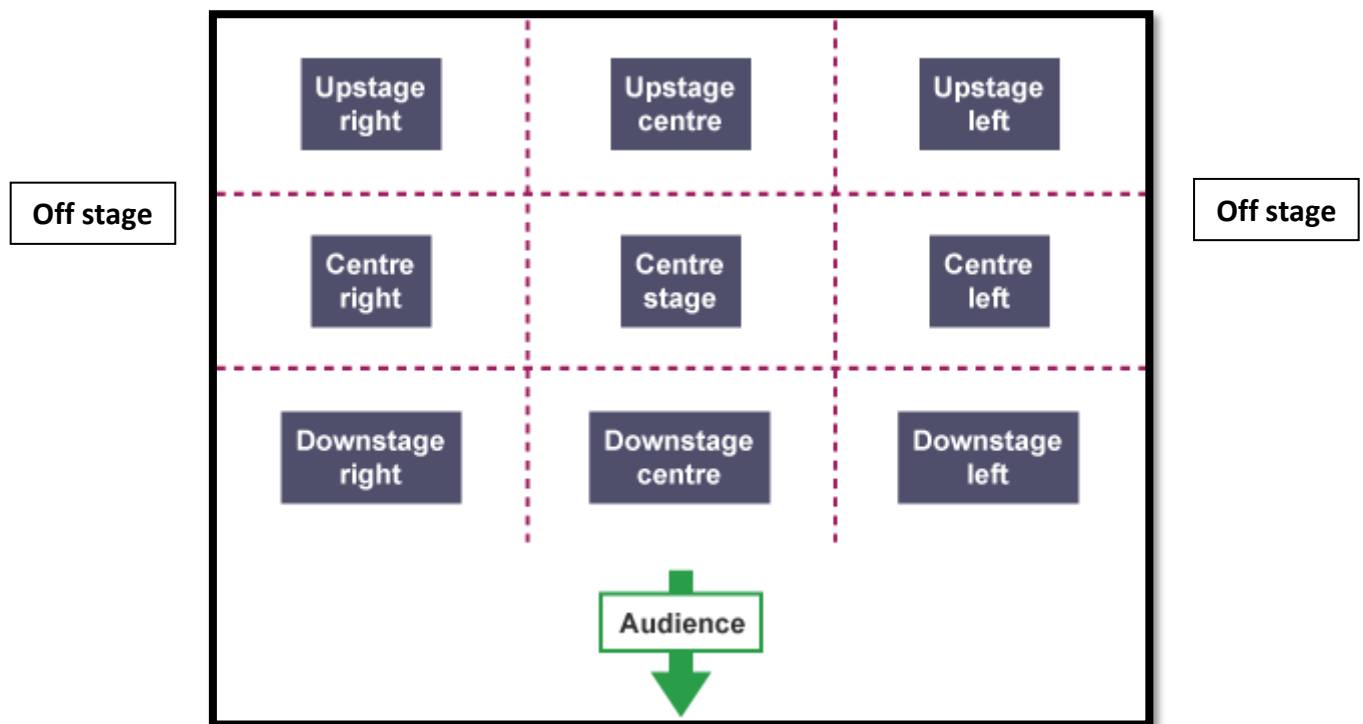 Upstage
right
Upstage
centre
Upstage
left
Off stage
Off stage
Centre
right
Centre
stage
Centre
left
Downstage
right
Downstage
centre
Downstage
left
Audience